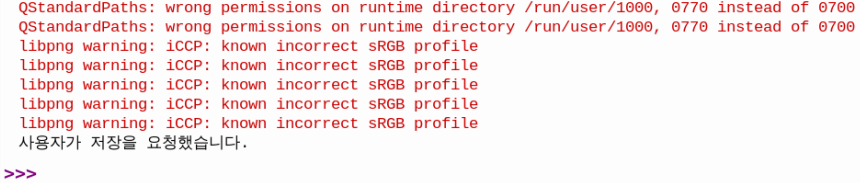 QStandardPaths: wrong permissions on runtime directory /run/user/1000, 0770 instead of 0700
QStandardPaths: wrong permissions on runtime directory /run/user/1000, 0770 instead of 0700
libpng warning: iCCP: known incorrect sRGB profile
libpng warning: iCCP: known incorrect sRGB profile
libpng warning: iCCP: known incorrect sRGB profile
libpng warning: iCCP: known incorrect sRGB profile
libpng warning: iCCP: known incorrect sRGB profile
사용자가 저장을 요청했습니다.
>>>